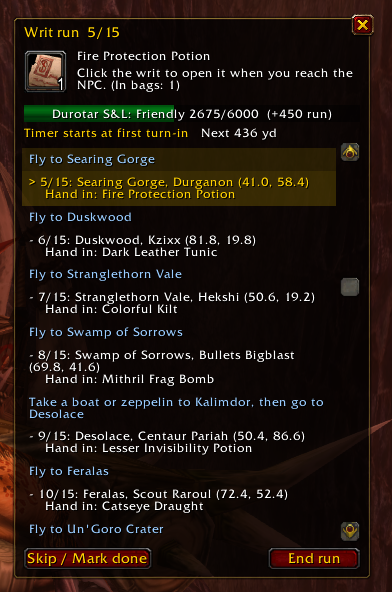 Writ run 5/15
Fire Protection Potion
Click the writ to open it when you reach the
NPC. (In bags: 1)
1
Durotar S&L: Friendly 2675/6000 (+450 run)
Timer starts at first turn-in Next 436 yd
Fly to Searing Gorge
> 5/15: Searing Gorge, Durganon (41.0, 58.4)
Hand in: Fire Protection Potion
Fly to Duskwood
- 6/15: Duskwood, Kzixx (81.8, 19.8)
Hand in: Dark Leather Tunic
Fly to Stranglethorn Vale
- 7/15: Stranglethorn Vale, Hekshi (50.6, 19.2)
Hand in: Colorful Kilt
Fly to Swamp of Sorrows
- 8/15: Swamp of Sorrows, Bullets Bigblast
(69.8, 41.6)
Hand in: Mithril Frag Bomb
Take a boat or zeppelin to Kalimdor, then go to
Desolace
- 9/15: Desolace, Centaur Pariah (50.4, 86.6)
Hand in: Lesser Invisibility Potion
Fly to Feralas
- 10/15: Feralas, Scout Raroul (72.4, 52.4)
Hand in: Catseye Draught
Fly to Un'Goro Crater
Skip / Mark done
End run